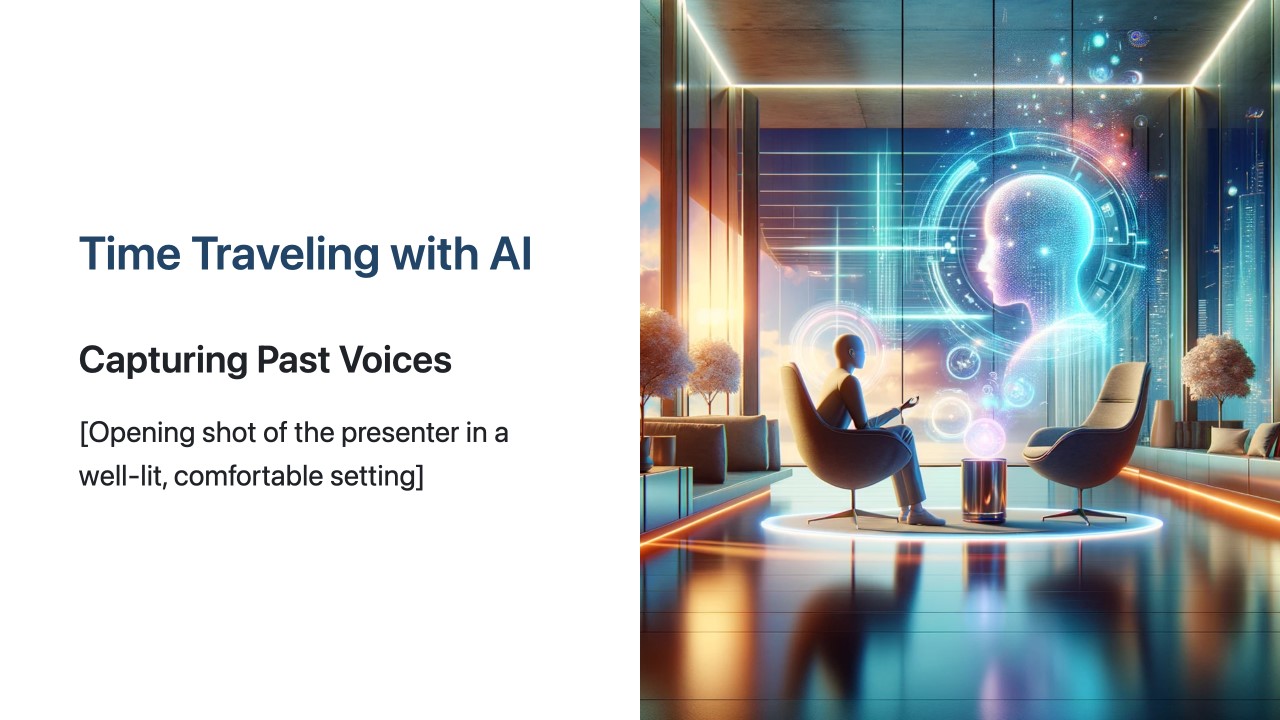 Time Traveling with AI
Capturing Past Voices
[Opening shot of the presenter in a
well-lit, comfortable setting]